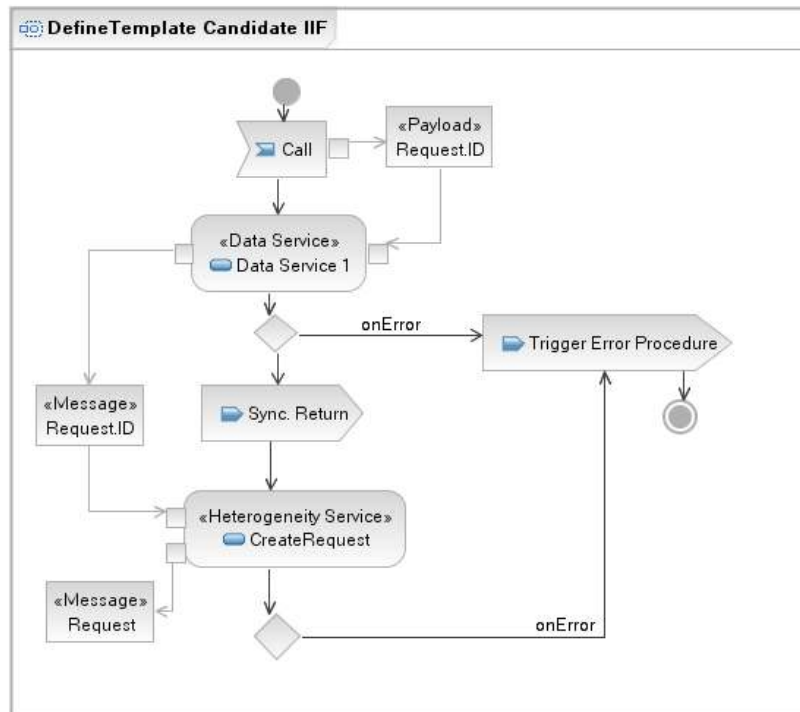 DefineTemplate Candidate IIF
Call
«Payload»
Request.ID
«Data Service»
Data Service 1
onError
Trigger Error Procedure
«Message»
Request.ID
Sync. Return
«Heterogeneity Service»
CreateRequest
«Message»
Request
onError